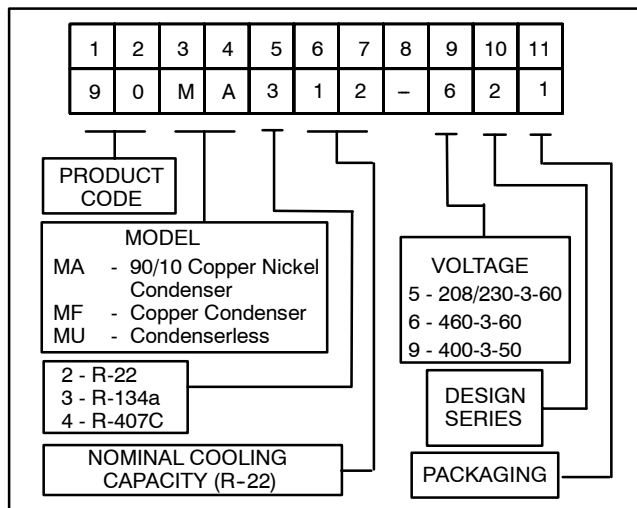 1 2 3 4 5 6 7 8 9 10 11
9 0 M A 3 1 2 – 6 2 1
PRODUCT
CODE
MODEL
MA - 90/10 Copper Nickel
Condenser
MF - Copper Condenser
MU - Condenserless
2 - R-22
3 - R-134a
4 - R-407C
NOMINAL COOLING
CAPACITY (R-22)
VOLTAGE
5 - 208/230-3-60
6 - 460-3-60
9 - 400-3-50
DESIGN
SERIES
PACKAGING